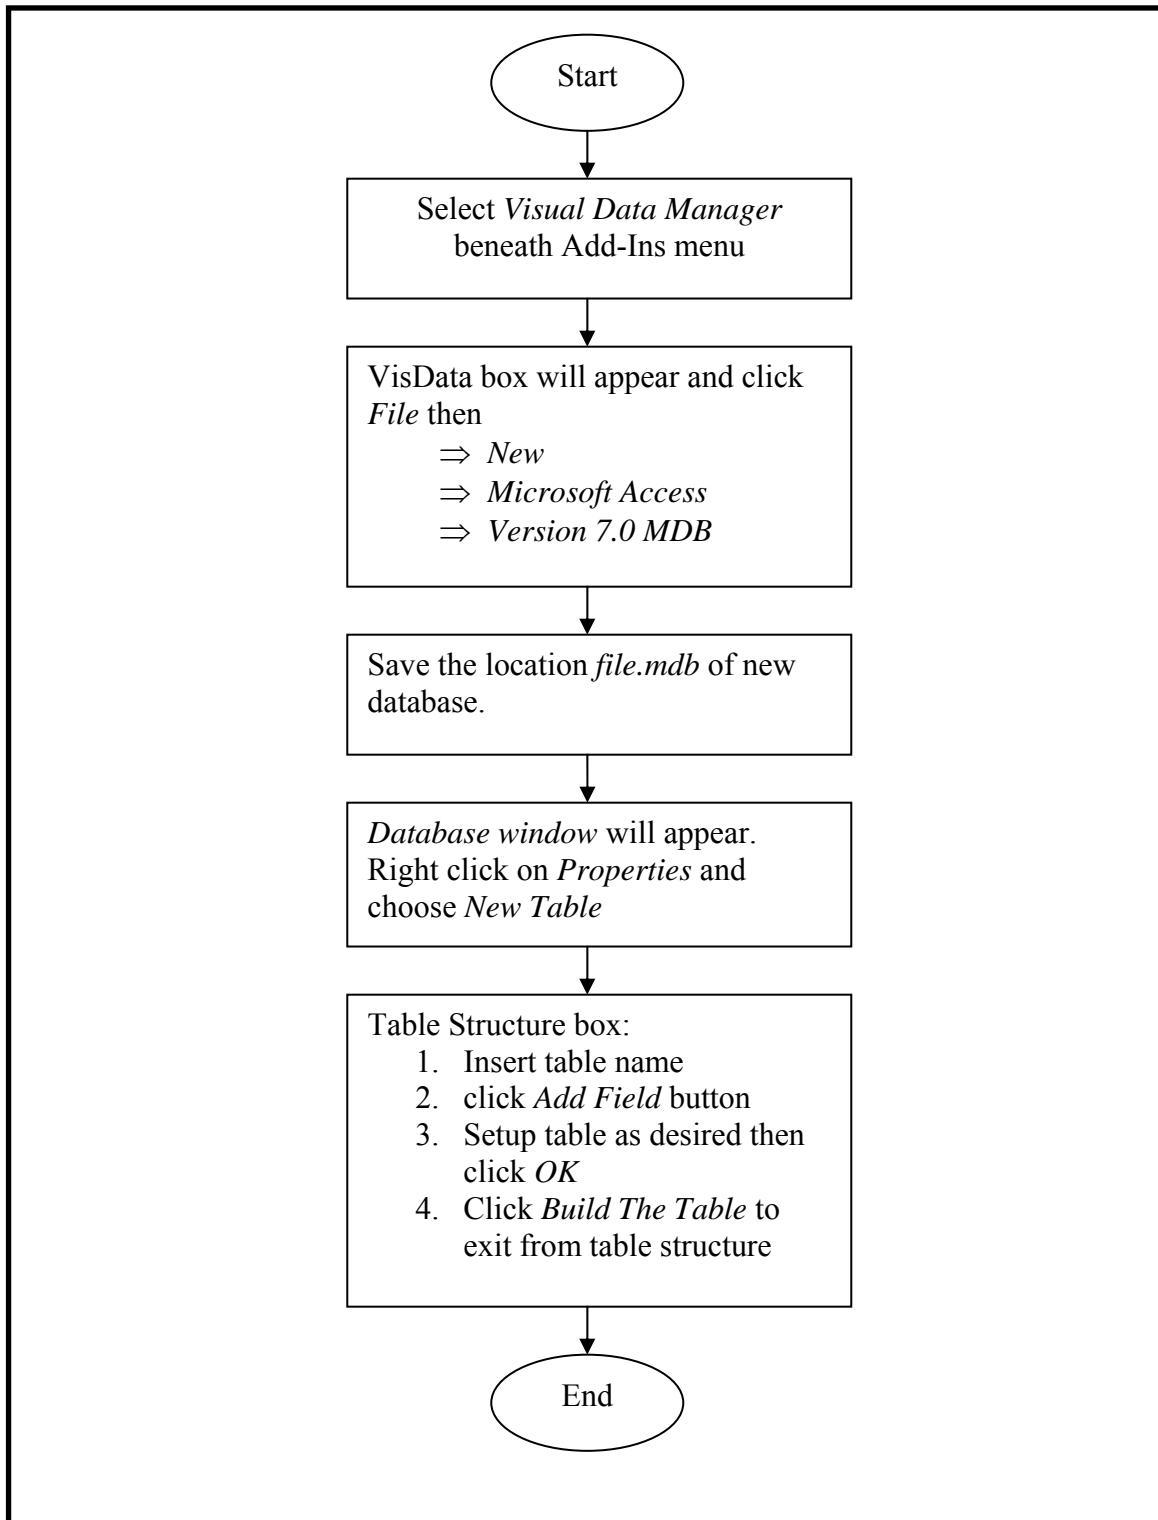 Start
Select Visual Data Manager
beneath Add-Ins menu
VisData box will appear and click
File then
⇒ New
⇒ Microsoft Access
⇒ Version 7.0 MDB
Save the location file.mdb of new
database.
Database window will appear.
Right click on Properties and
choose New Table
Table Structure box:
1. Insert table name
2. click Add Field button
3. Setup table as desired then
click OK
4. Click Build The Table to
exit from table structure
End